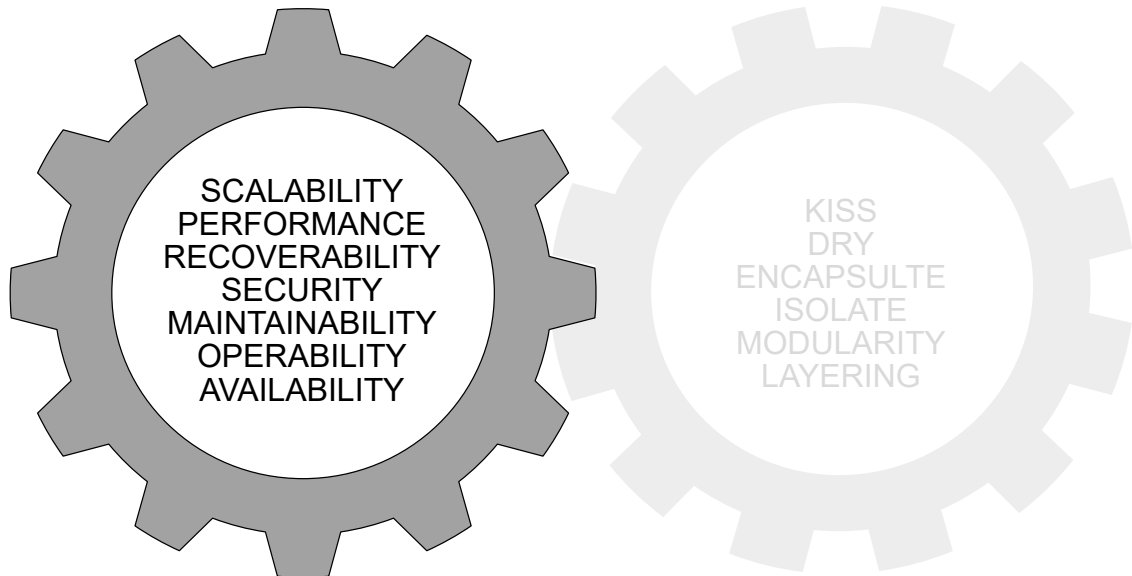 SCALABILITY
PERFORMANCE
RECOVERABILITY
SECURITY
MAINTAINABILITY
OPERABILITY
AVAILABILITY
KISS
DRY
ENCAPSULTE
ISOLATE
MODULARITY
LAYERING